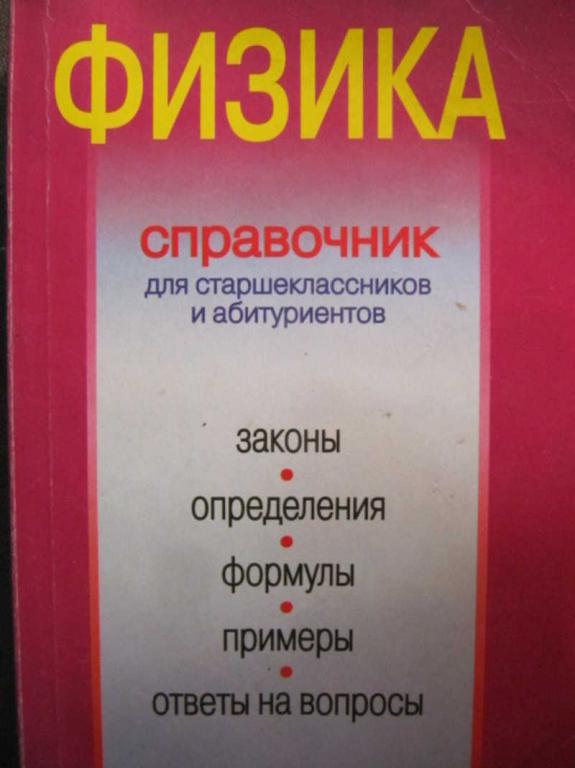 ФИЗИКА
справочник
для старшеклассников
и абитуриентов
законы
•
определения
•
формулы
•
примеры
•
ответы на вопросы